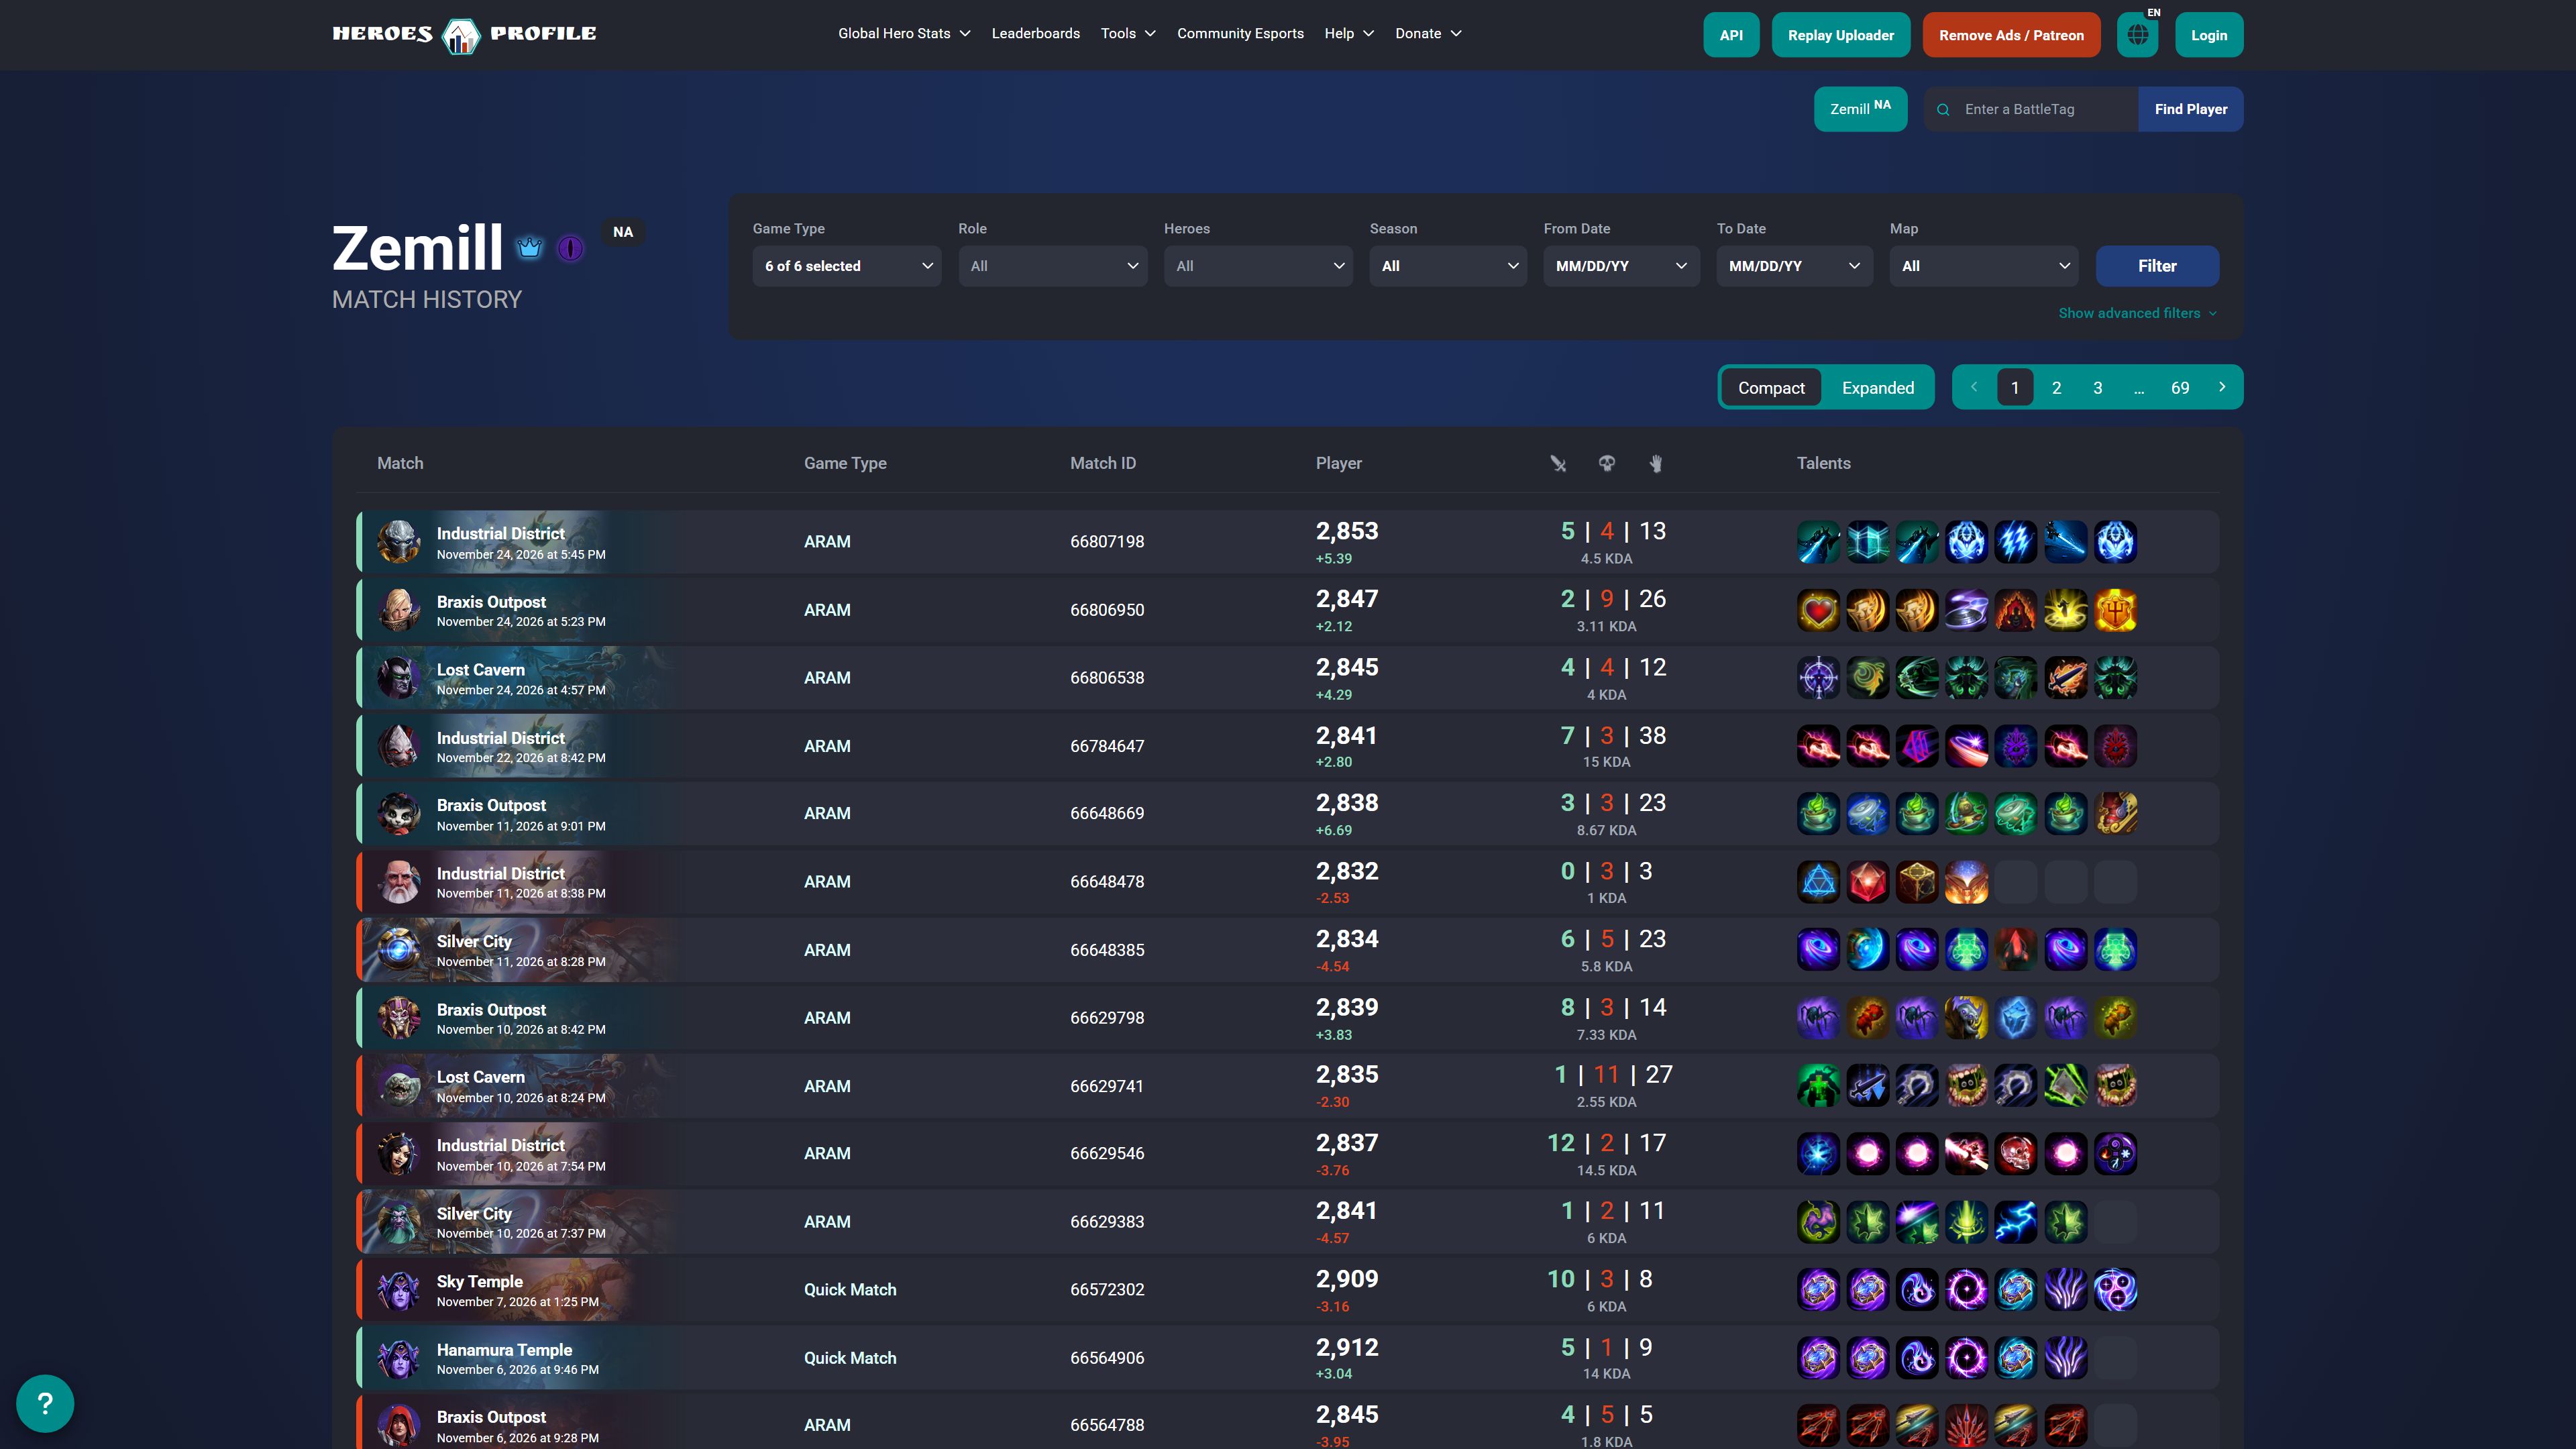 HEROES PROFILE
Global Hero Stats Leaderboards Tools Community Esports Help Donate
API Replay Uploader Remove Ads / Patreon EN Login
Zemill NA Enter a BattleTag Find Player
Zemill NA
MATCH HISTORY
Game Type Role Heroes Season From Date To Date Map
6 of 6 selected All All All MM/DD/YY MM/DD/YY All Filter
Show advanced filters
Compact Expanded 1 2 3 ... 69
Match Game Type Match ID Player Talents
Industrial District
November 24, 2026 at 5:45 PM
ARAM 66807198
2,853
+5.39
5 | 4 | 13
4.5 KDA
Braxis Outpost
November 24, 2026 at 5:23 PM
ARAM 66806950
2,847
+2.12
2 | 9 | 26
3.11 KDA
Lost Cavern
November 24, 2026 at 4:57 PM
ARAM 66806538
2,845
+4.29
4 | 4 | 12
4 KDA
Industrial District
November 22, 2026 at 8:42 PM
ARAM 66784647
2,841
+2.80
7 | 3 | 38
15 KDA
Braxis Outpost
November 11, 2026 at 9:01 PM
ARAM 66648669
2,838
+6.69
3 | 3 | 23
8.67 KDA
Industrial District
November 11, 2026 at 8:38 PM
ARAM 66648478
2,832
-2.53
0 | 3 | 3
1 KDA
Silver City
November 11, 2026 at 8:28 PM
ARAM 66648385
2,834
-4.54
6 | 5 | 23
5.8 KDA
Braxis Outpost
November 10, 2026 at 8:42 PM
ARAM 66629798
2,839
+3.83
8 | 3 | 14
7.33 KDA
Lost Cavern
November 10, 2026 at 8:24 PM
ARAM 66629741
2,835
-2.30
1 | 11 | 27
2.55 KDA
Industrial District
November 10, 2026 at 7:54 PM
ARAM 66629546
2,837
-3.76
12 | 2 | 17
14.5 KDA
Silver City
November 10, 2026 at 7:37 PM
ARAM 66629383
2,841
-4.57
1 | 2 | 11
6 KDA
Sky Temple
November 7, 2026 at 1:25 PM
Quick Match 66572302
2,909
-3.16
10 | 3 | 8
6 KDA
Hanamura Temple
November 6, 2026 at 9:46 PM
Quick Match 66564906
2,912
+3.04
5 | 1 | 9
14 KDA
Braxis Outpost
November 6, 2026 at 9:28 PM
ARAM 66564788
2,845
-3.95
4 | 5 | 5
1.8 KDA
?